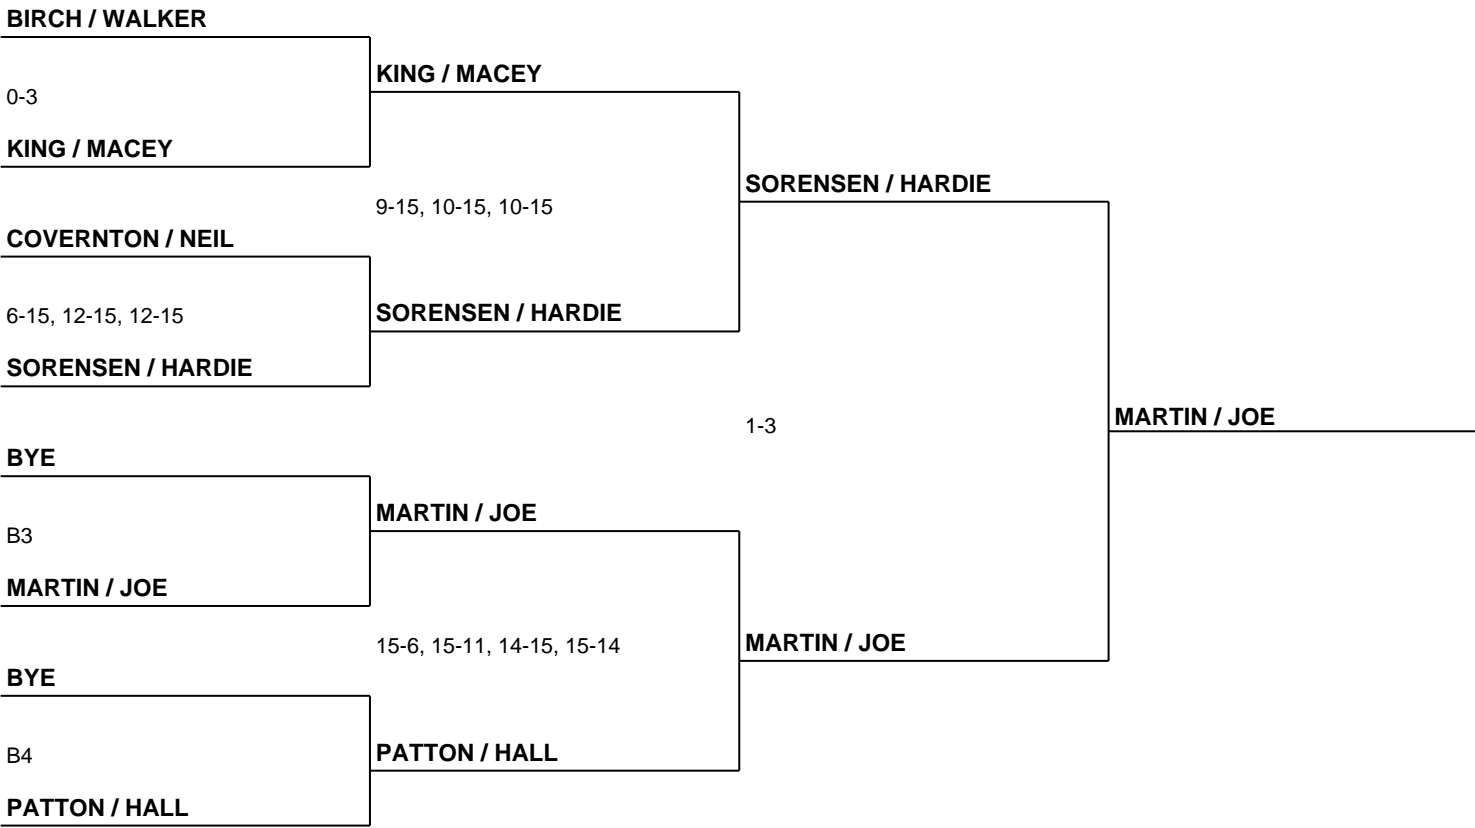 BIRCH / WALKER
0-3
KING / MACEY
COVERNTON / NEIL
6-15, 12-15, 12-15
SORENSEN / HARDIE
BYE
B3
MARTIN / JOE
BYE
B4
PATTON / HALL
KING / MACEY
9-15, 10-15, 10-15
SORENSEN / HARDIE
MARTIN / JOE
15-6, 15-11, 14-15, 15-14
PATTON / HALL
SORENSEN / HARDIE
1-3
MARTIN / JOE
MARTIN / JOE